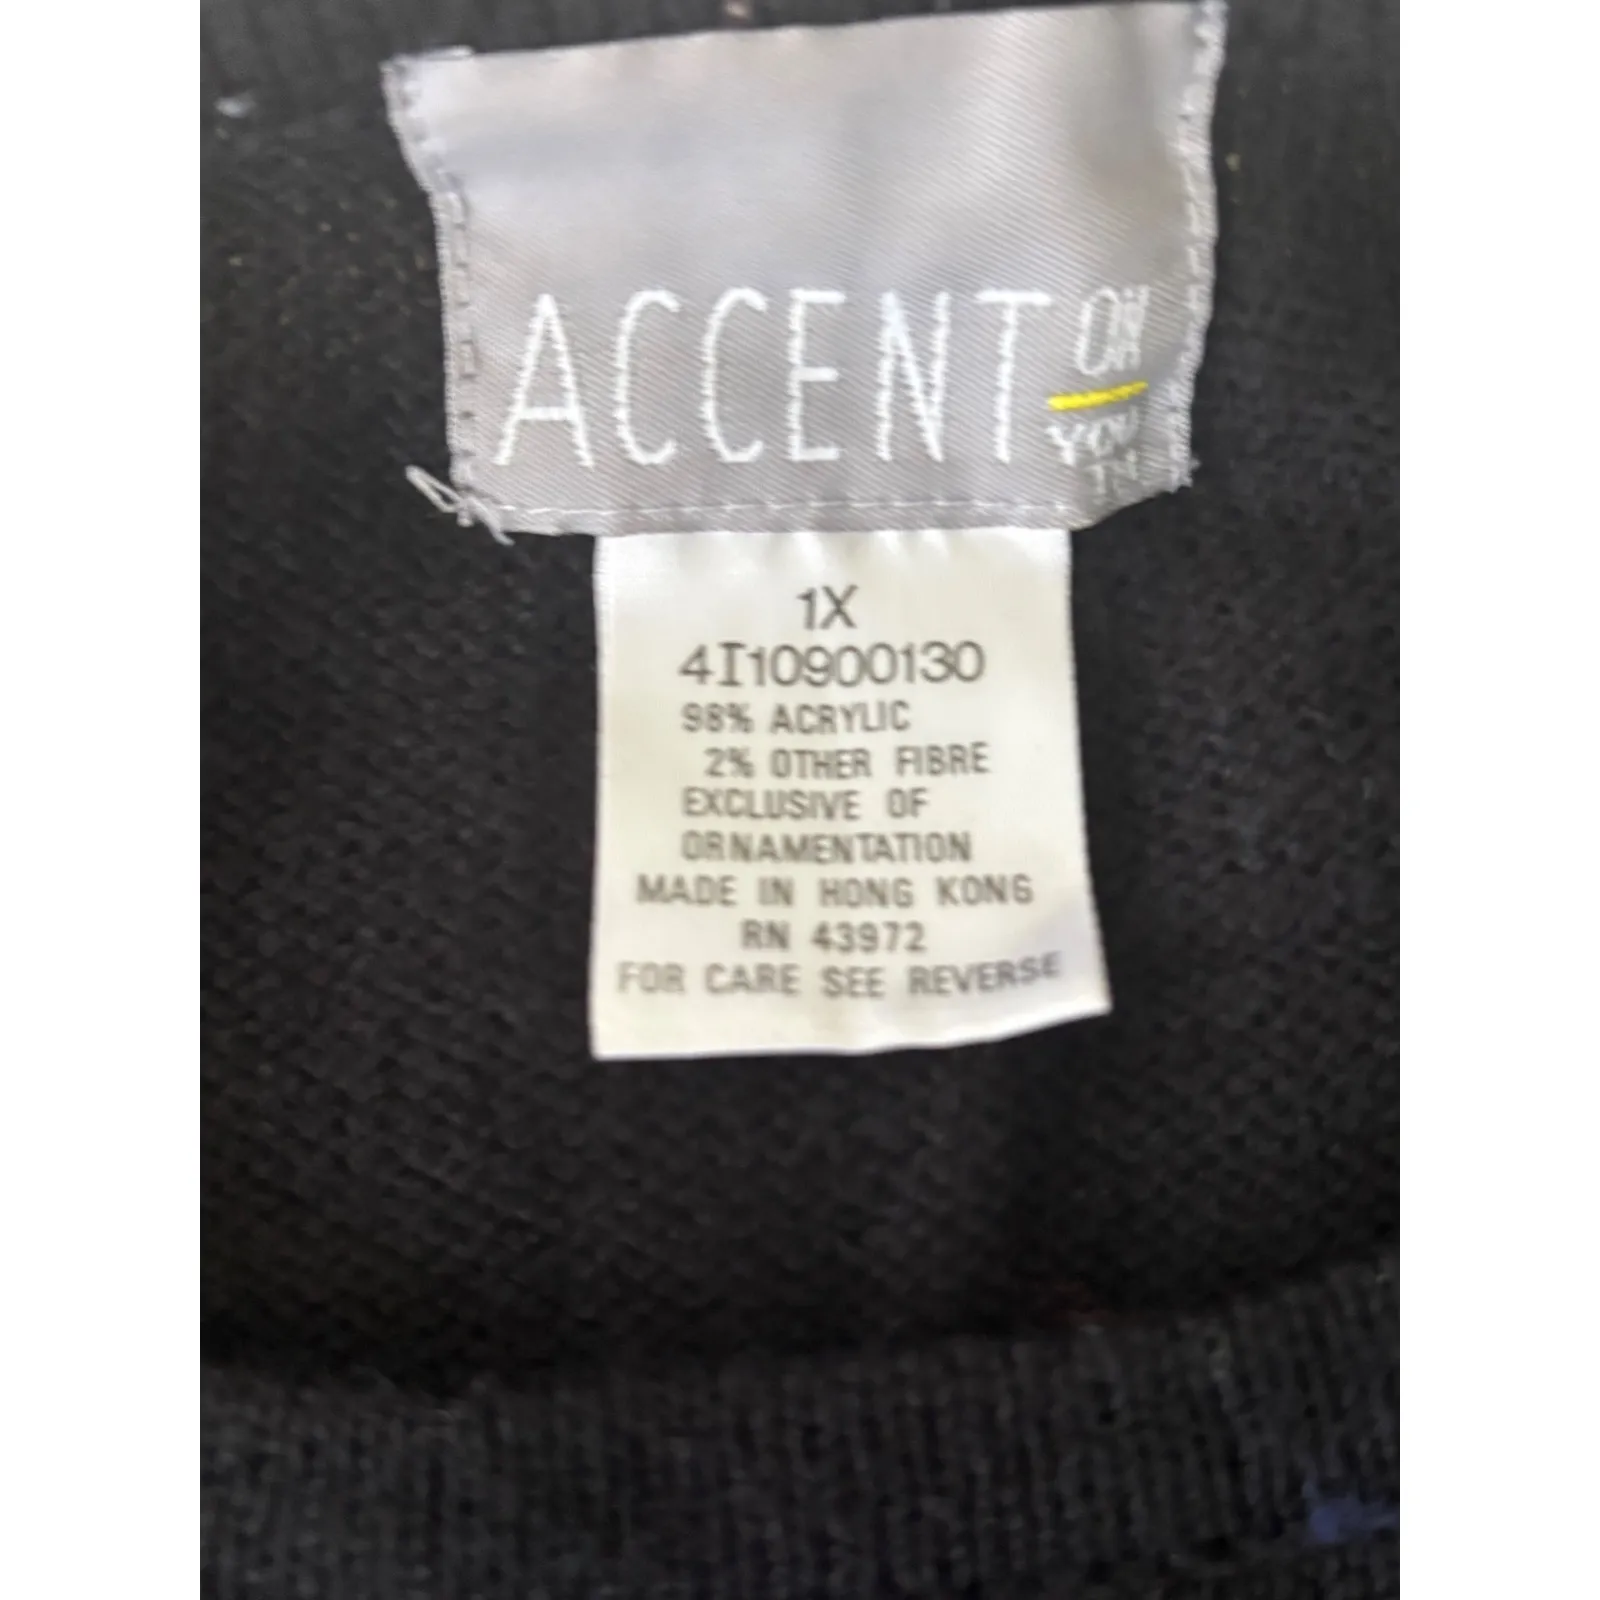 ACCENT ON
YOU
TM
1X
4I10900130
98% ACRYLIC
2% OTHER FIBRE
EXCLUSIVE OF
ORNAMENTATION
MADE IN HONG KONG
RN 43972
FOR CARE SEE REVERSE